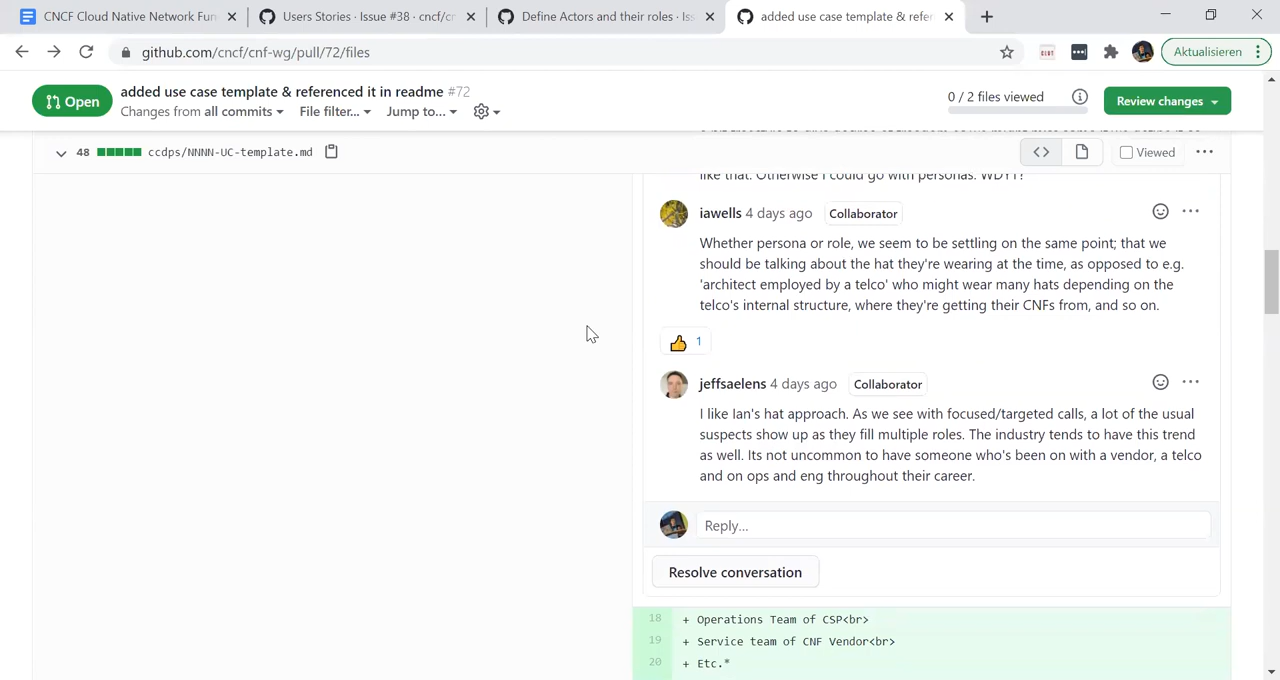 CNCF Cloud Native Network Fun
Users Stories · Issue #38 · cncf/c
Define Actors and their roles · Iss
added use case template & refer
github.com/cncf/cnf-wg/pull/72/files
Aktualisieren
Open
added use case template & referenced it in readme #72
Changes from all commits
File filter...
Jump to...
0 / 2 files viewed
Review changes
48 ccdps/NNNN-UC-template.md
Viewed
like that. Otherwise I could go with personas. WDYT?
iawells 4 days ago Collaborator
Whether persona or role, we seem to be settling on the same point; that we
should be talking about the hat they're wearing at the time, as opposed to e.g.
'architect employed by a telco' who might wear many hats depending on the
telco's internal structure, where they're getting their CNFs from, and so on.
1
jeffsaelens 4 days ago Collaborator
I like Ian's hat approach. As we see with focused/targeted calls, a lot of the usual
suspects show up as they fill multiple roles. The industry tends to have this trend
as well. Its not uncommon to have someone who's been on with a vendor, a telco
and on ops and eng throughout their career.
Reply...
Resolve conversation
18 + Operations Team of CSP<br>
19 + Service team of CNF Vendor<br>
20 + Etc.*